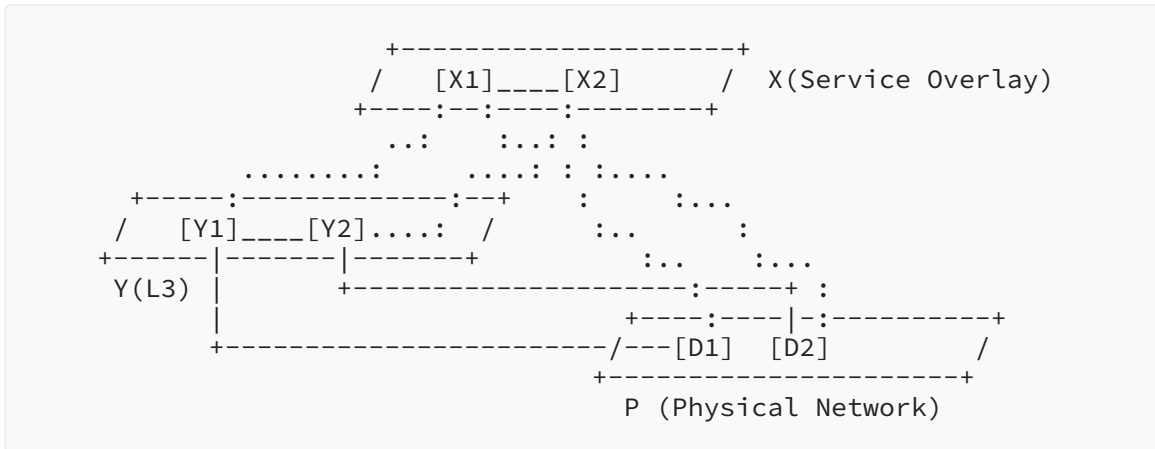 +---------------------+
                 /   [X1]____[X2]      /  X(Service Overlay)
                +----:--:----:--------+
                  ..:    :..: :
         ........:     ....: : :....
  +-----:-------------:--+    :     :...
 /   [Y1]____[Y2]....:  /      :..      :
+------|-------|-------+         :..    :...
 Y(L3) |       +---------------------:-----+ :
       |                         +----:----|-:----------+
       +------------------------/---[D1]  [D2]         /
                               +----------------------+
                                 P (Physical Network)